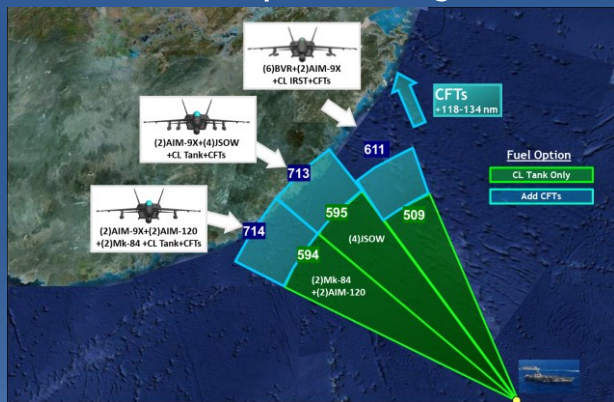 (6)BVR+(2)AIM-9X
+CL IRST+CFTs
CFTs
+118-134 nm
(2)AIM-9X+(4)JSOW
+CL Tank+CFTs
611
Fuel Option
CL Tank Only
Add CFTs
713
(2)AIM-9X+(2)AIM-120
+(2)Mk-84 +CL Tank+CFTs
714
595
509
(4)JSOW
594
(2)Mk-84
+(2)AIM-120